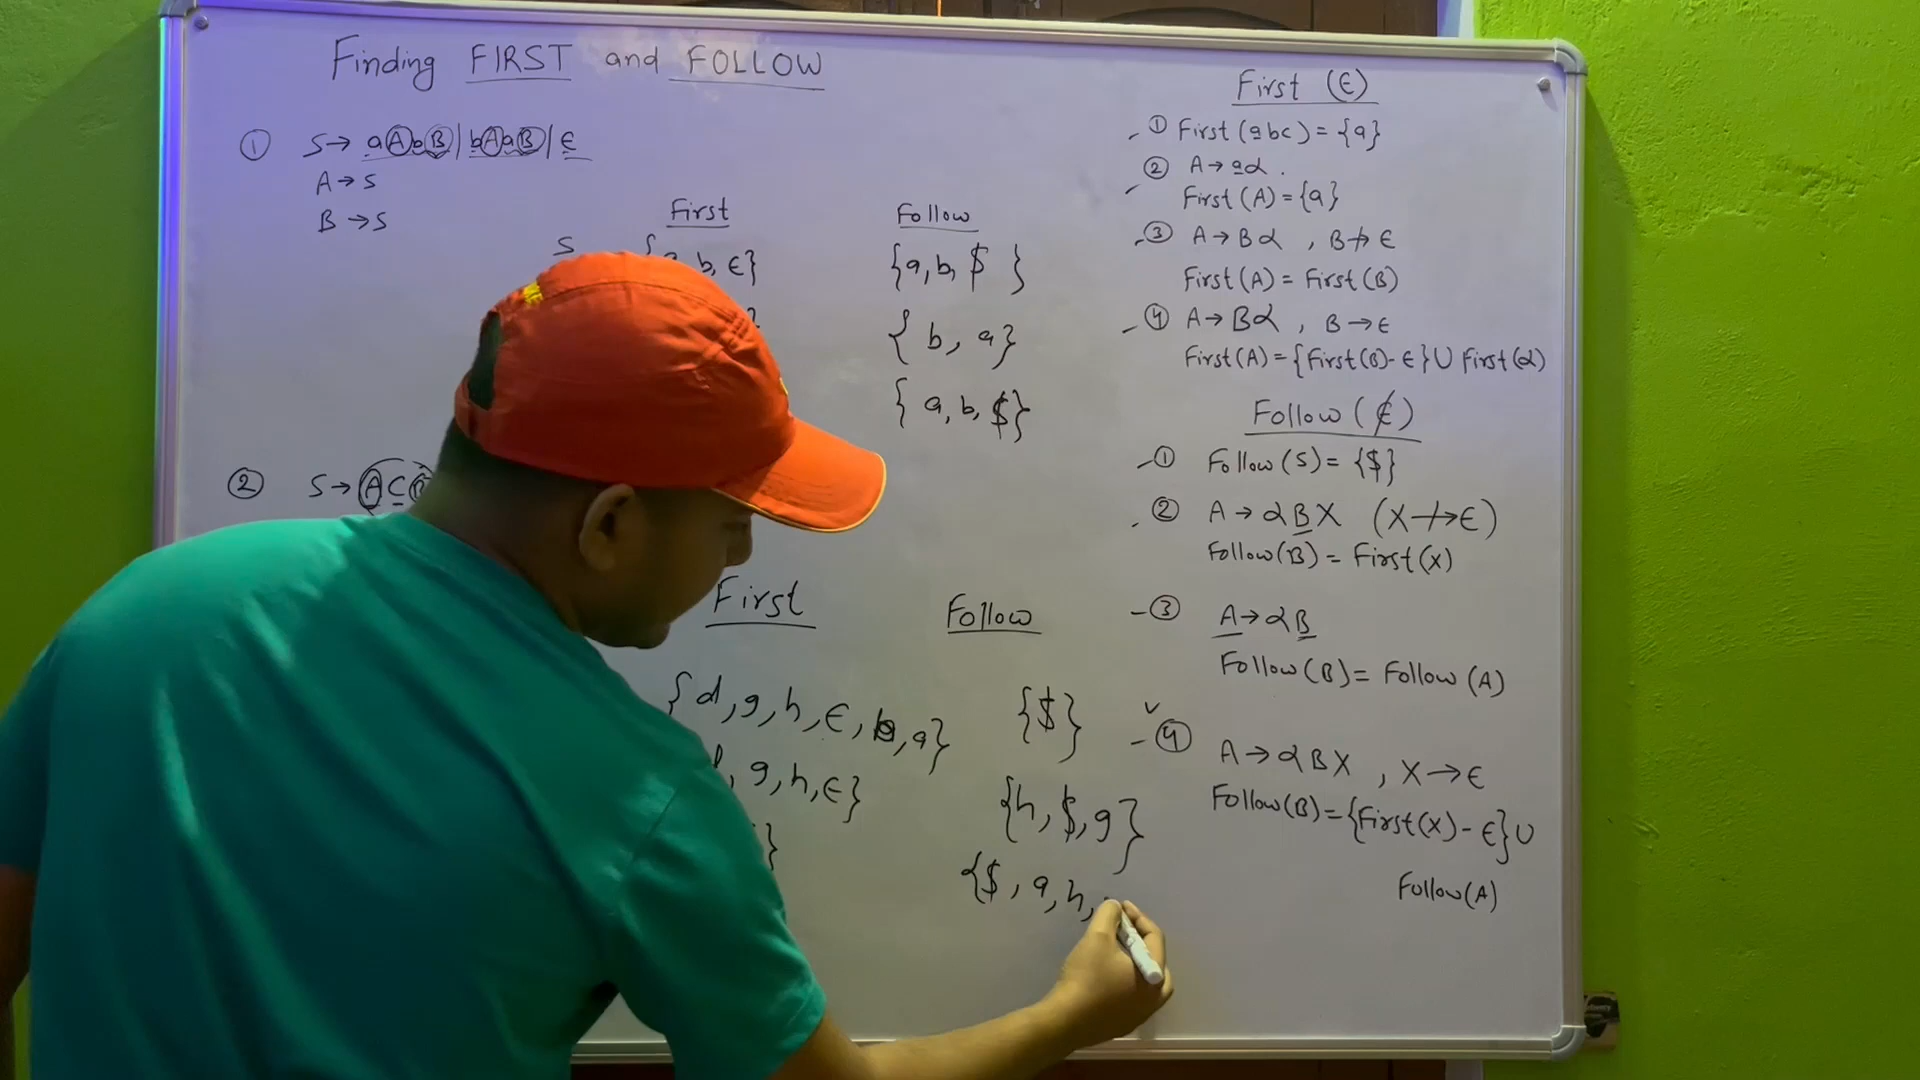 Finding FIRST and FOLLOW
① S→ aAbB | bAaB | ϵ
A→S
B→S
First Follow
S { b, ϵ} {a, b, $ }
{ b, a}
{ a, b, $}
② S→ AC
First Follow
{d, g, h, ϵ, b, a} {$}
, g, h, ϵ} {h, $, g}
} {$, a, h,
First (ϵ)
① First(abc) = {a}
② A→aα.
First(A) = {a}
③ A→Bα , B↛ϵ
First(A) = First(B)
④ A→Bα , B→ϵ
First(A) = {First(B)-ϵ} U First(α)
Follow (ϵ̸)
① Follow(S) = {$}
② A→αBX (X↛ϵ)
Follow(B) = First(X)
③ A→αB
Follow(B) = Follow(A)
④ A→αBX , X→ϵ
Follow(B) = {First(X) - ϵ} U
Follow(A)